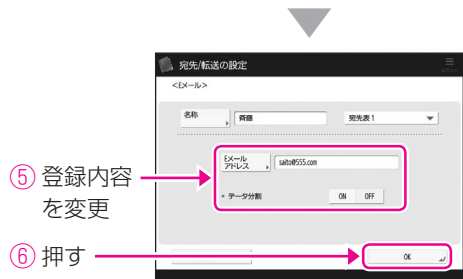 宛先/転送の設定
<Eメール>
名称 斉藤 宛先表 1
Eメール
アドレス saito@555.com
⑤ 登録内容
を変更
• データ分割 ON OFF
⑥ 押す OK